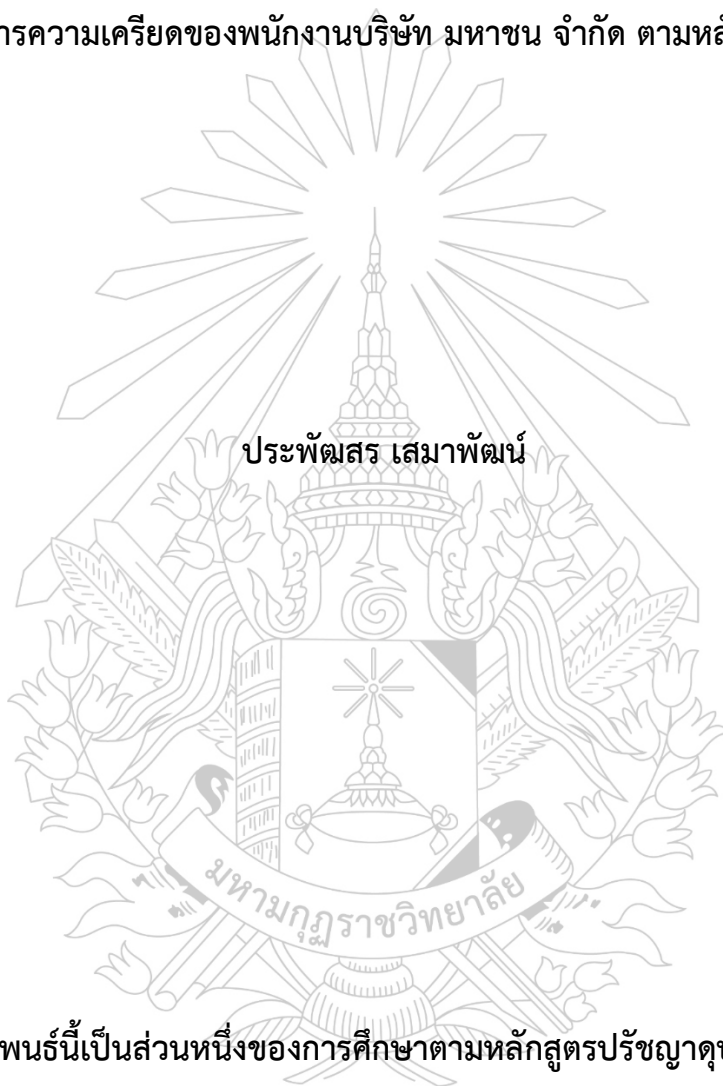 ารความเครียดของพนักงานบริษัท มหาชน จำกัด ตามหลั
ประพัฒสร เสมาพัฒน์
มหามกุฏราชวิทยาลัย
พนธ์นี้เป็นส่วนหนึ่งของการศึกษาตามหลักสูตรปรัชญาดุษ